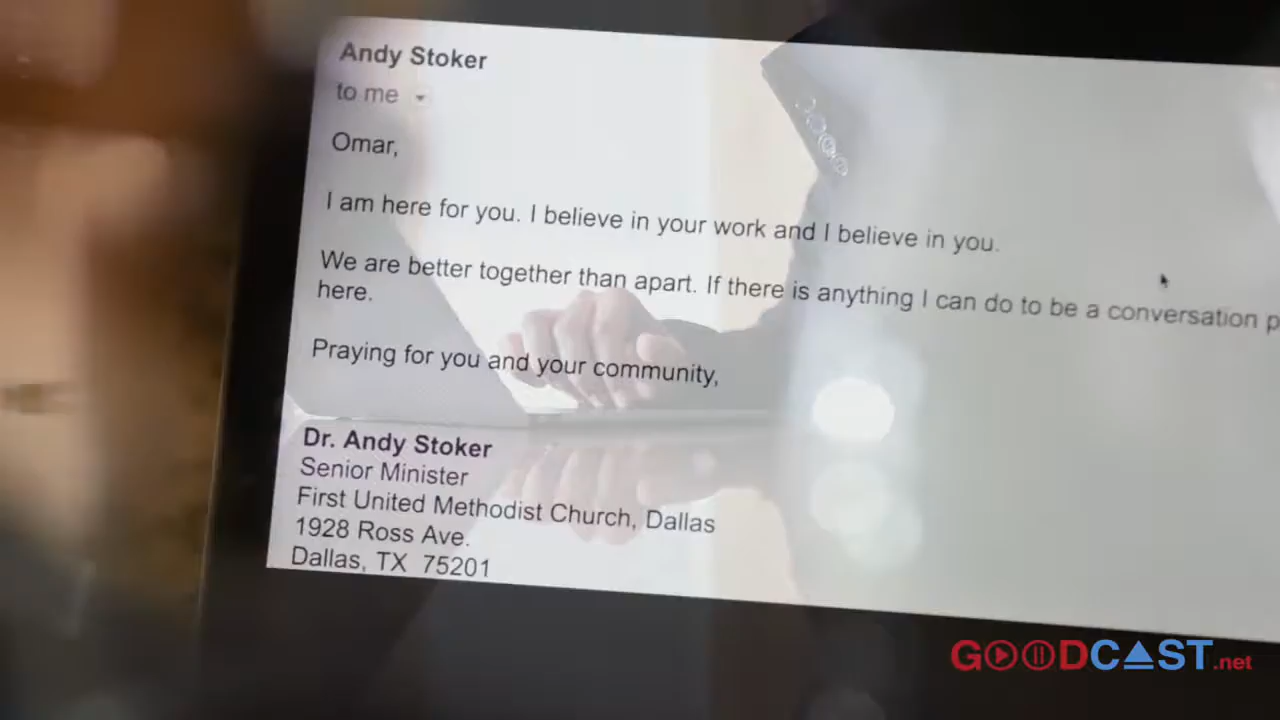 Andy Stoker
to me
Omar,
I am here for you. I believe in your work and I believe in you.
We are better together than apart. If there is anything I can do to be a conversation
here.
Praying for you and your community,
Dr. Andy Stoker
Senior Minister
First United Methodist Church, Dallas
1928 Ross Ave.
Dallas, TX 75201
GOODCAST.net